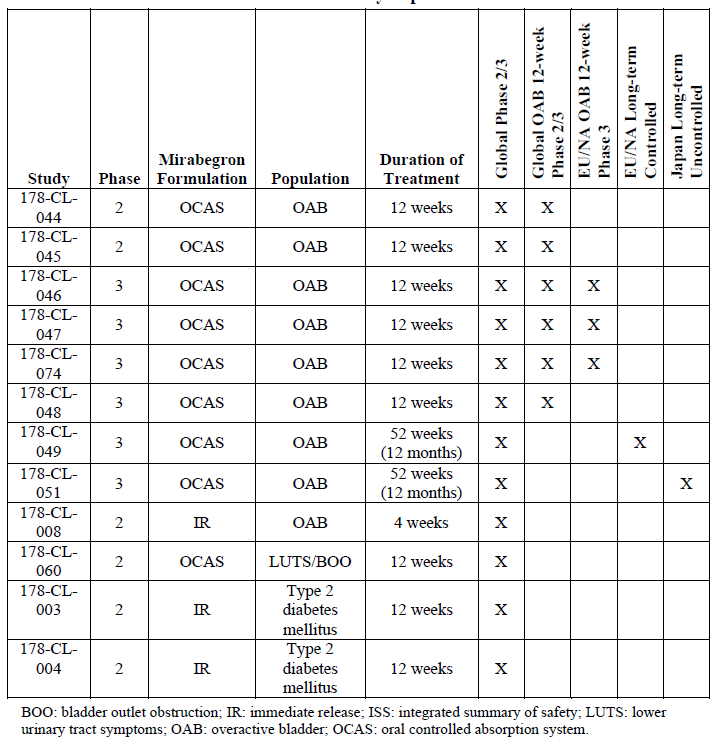 Study Phase Mirabegron Formulation Population Duration of Treatment Global Phase 2/3 Global OAB 12-week Phase 2/3 EU/NA OAB 12-week Phase 3 EU/NA Long-term Controlled Japan Long-term Uncontrolled
178-CL-044 2 OCAS OAB 12 weeks X X
178-CL-045 2 OCAS OAB 12 weeks X X
178-CL-046 3 OCAS OAB 12 weeks X X X
178-CL-047 3 OCAS OAB 12 weeks X X X
178-CL-074 3 OCAS OAB 12 weeks X X X
178-CL-048 3 OCAS OAB 12 weeks X X
178-CL-049 3 OCAS OAB 52 weeks (12 months) X X
178-CL-051 3 OCAS OAB 52 weeks (12 months) X X
178-CL-008 2 IR OAB 4 weeks X
178-CL-060 2 OCAS LUTS/BOO 12 weeks X
178-CL-003 2 IR Type 2 diabetes mellitus 12 weeks X
178-CL-004 2 IR Type 2 diabetes mellitus 12 weeks X
BOO: bladder outlet obstruction; IR: immediate release; ISS: integrated summary of safety; LUTS: lower
urinary tract symptoms; OAB: overactive bladder; OCAS: oral controlled absorption system.